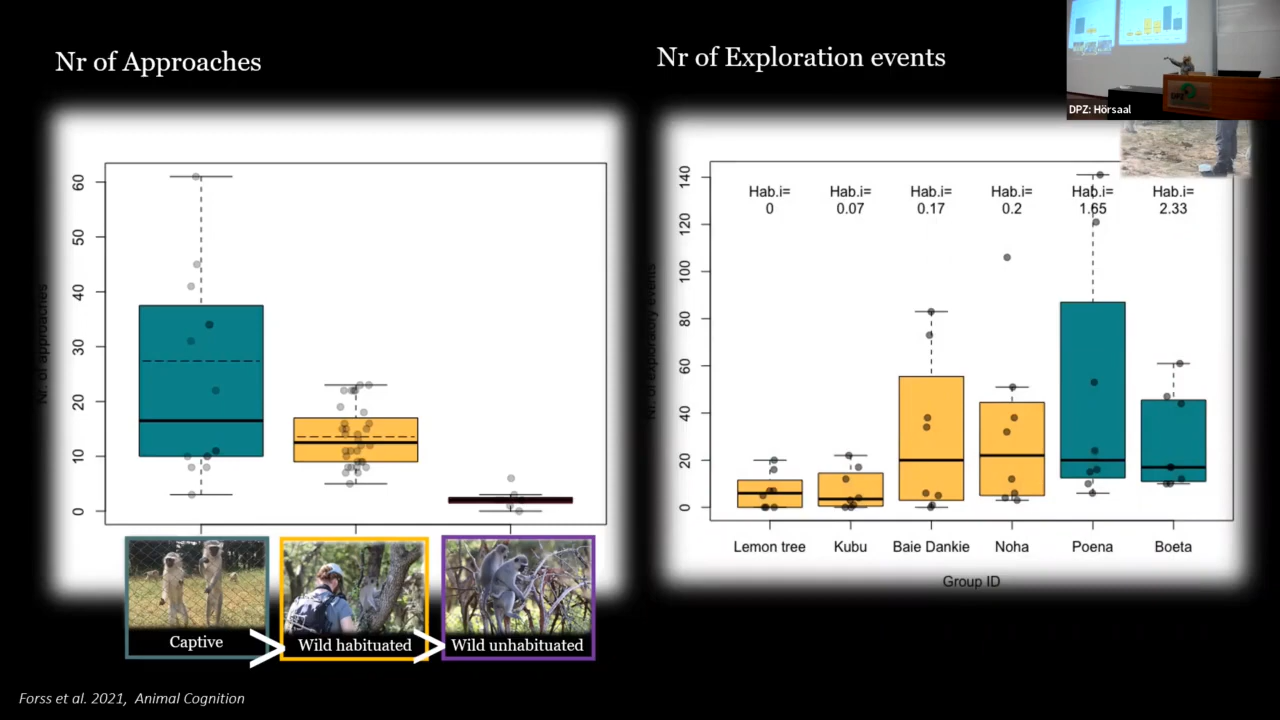 Nr of Approaches
Nr of Exploration events
DPZ: Hörsaal
DPZ
Nr. of approaches
60
50
40
30
20
10
0
Captive
>
Wild habituated
>
Wild unhabituated
Nr. of exploratory events
140
120
100
80
60
40
20
0
Hab.i= 
0
Hab.i=
0.07
Hab.i=
0.17
Hab.i=
0.2
Hab.i=
1.65
Hab.i=
2.33
Lemon tree
Kubu
Baie Dankie
Noha
Poena
Boeta
Group ID
Forss et al. 2021, Animal Cognition